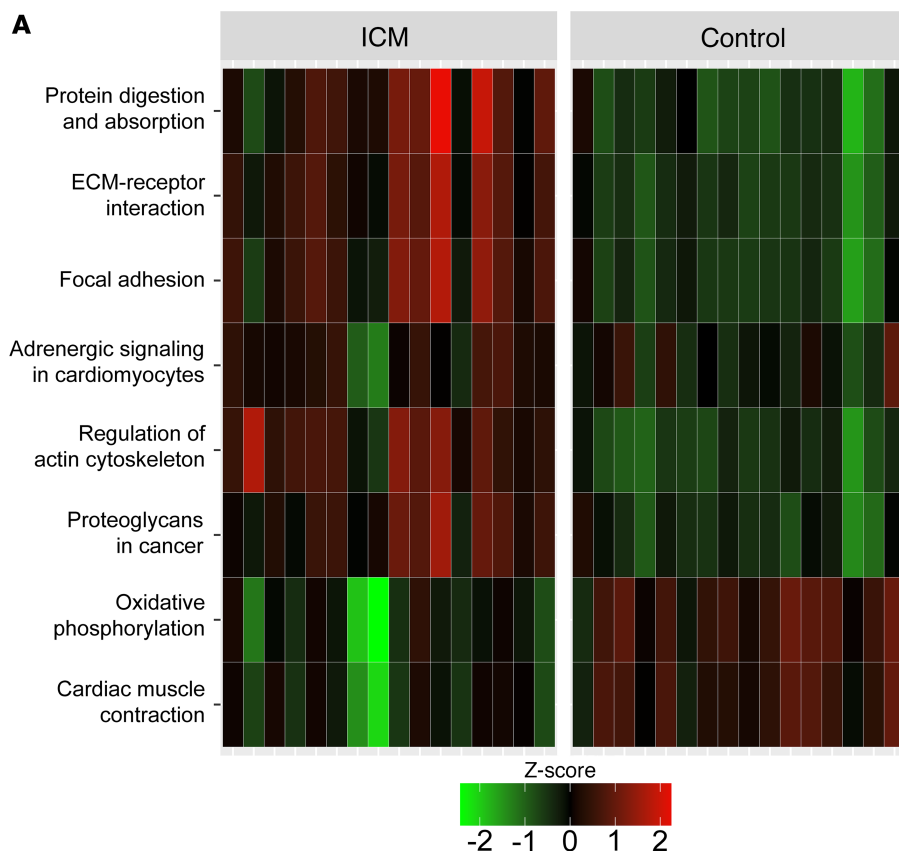 A
ICM
Control
Protein digestion
and absorption
ECM-receptor
interaction
Focal adhesion
Adrenergic signaling
in cardiomyocytes
Regulation of
actin cytoskeleton
Proteoglycans
in cancer
Oxidative
phosphorylation
Cardiac muscle
contraction
Z-score
-2 -1 0 1 2